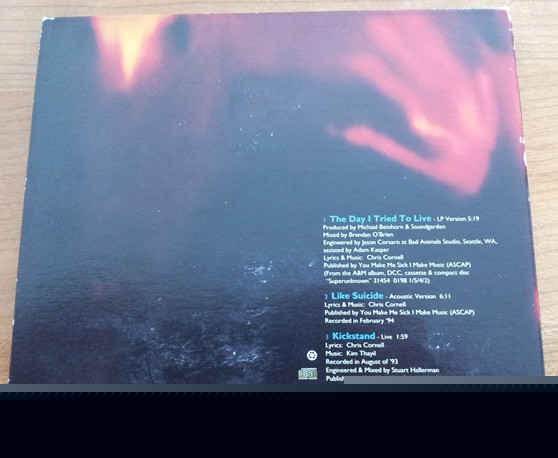 1 The Day I Tried To Live - LP Version 5:19
Produced by Michael Beinhorn & Soundgarden
Mixed by Brendan O'Brien
Engineered by Jason Corsaro at Bad Animals Studio, Seattle, WA,
assisted by Adam Kasper
Lyrics & Music: Chris Cornell
Published by You Make Me Sick I Make Music (ASCAP)
(From the A&M album, DCC, cassette & compact disc
"Superunknown" 31454 0198 1/5/4/2)
2 Like Suicide - Acoustic Version 6:11
Lyrics & Music: Chris Cornell
Published by You Make Me Sick I Make Music (ASCAP)
Recorded in February '94
3 Kickstand - Live 1:59
Lyrics: Chris Cornell
Music: Kim Thayil
Recorded in August of '93
Engineered & Mixed by Stuart Hallerman